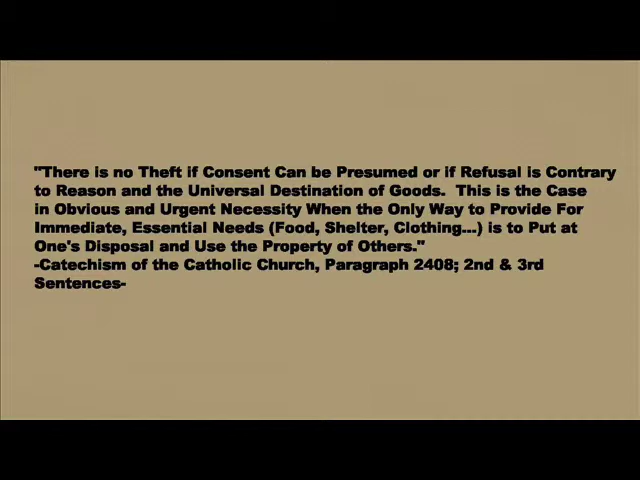 "There is no Theft if Consent Can be Presumed or if Refusal is Contrary
to Reason and the Universal Destination of Goods.  This is the Case
in Obvious and Urgent Necessity When the Only Way to Provide For
Immediate, Essential Needs (Food, Shelter, Clothing...) is to Put at
One's Disposal and Use the Property of Others."
-Catechism of the Catholic Church, Paragraph 2408; 2nd & 3rd
Sentences-